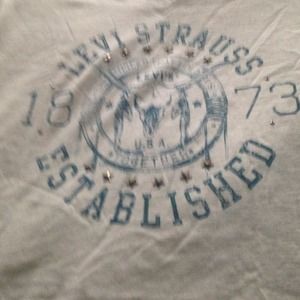 LEVI STRAUSS
LEVI'S
18 73
U.S.A
ESTABLISHED